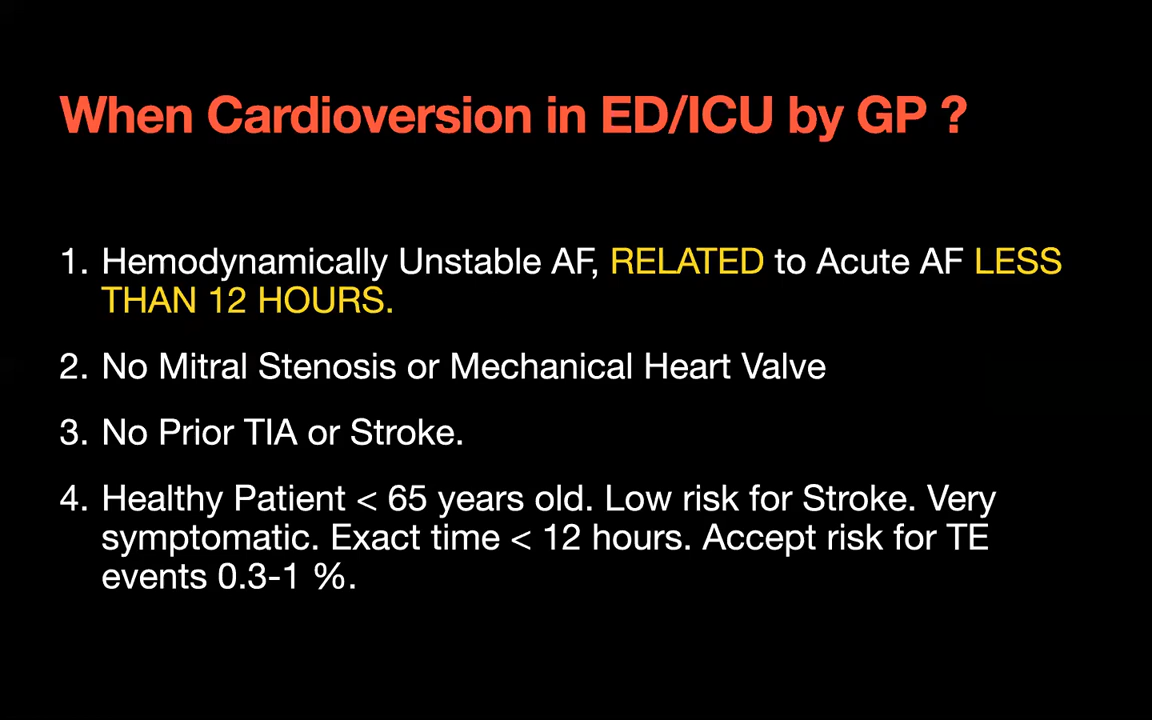 When Cardioversion in ED/ICU by GP ?
1. Hemodynamically Unstable AF, RELATED to Acute AF LESS
THAN 12 HOURS.
2. No Mitral Stenosis or Mechanical Heart Valve
3. No Prior TIA or Stroke.
4. Healthy Patient < 65 years old. Low risk for Stroke. Very
symptomatic. Exact time < 12 hours. Accept risk for TE
events 0.3-1 %.